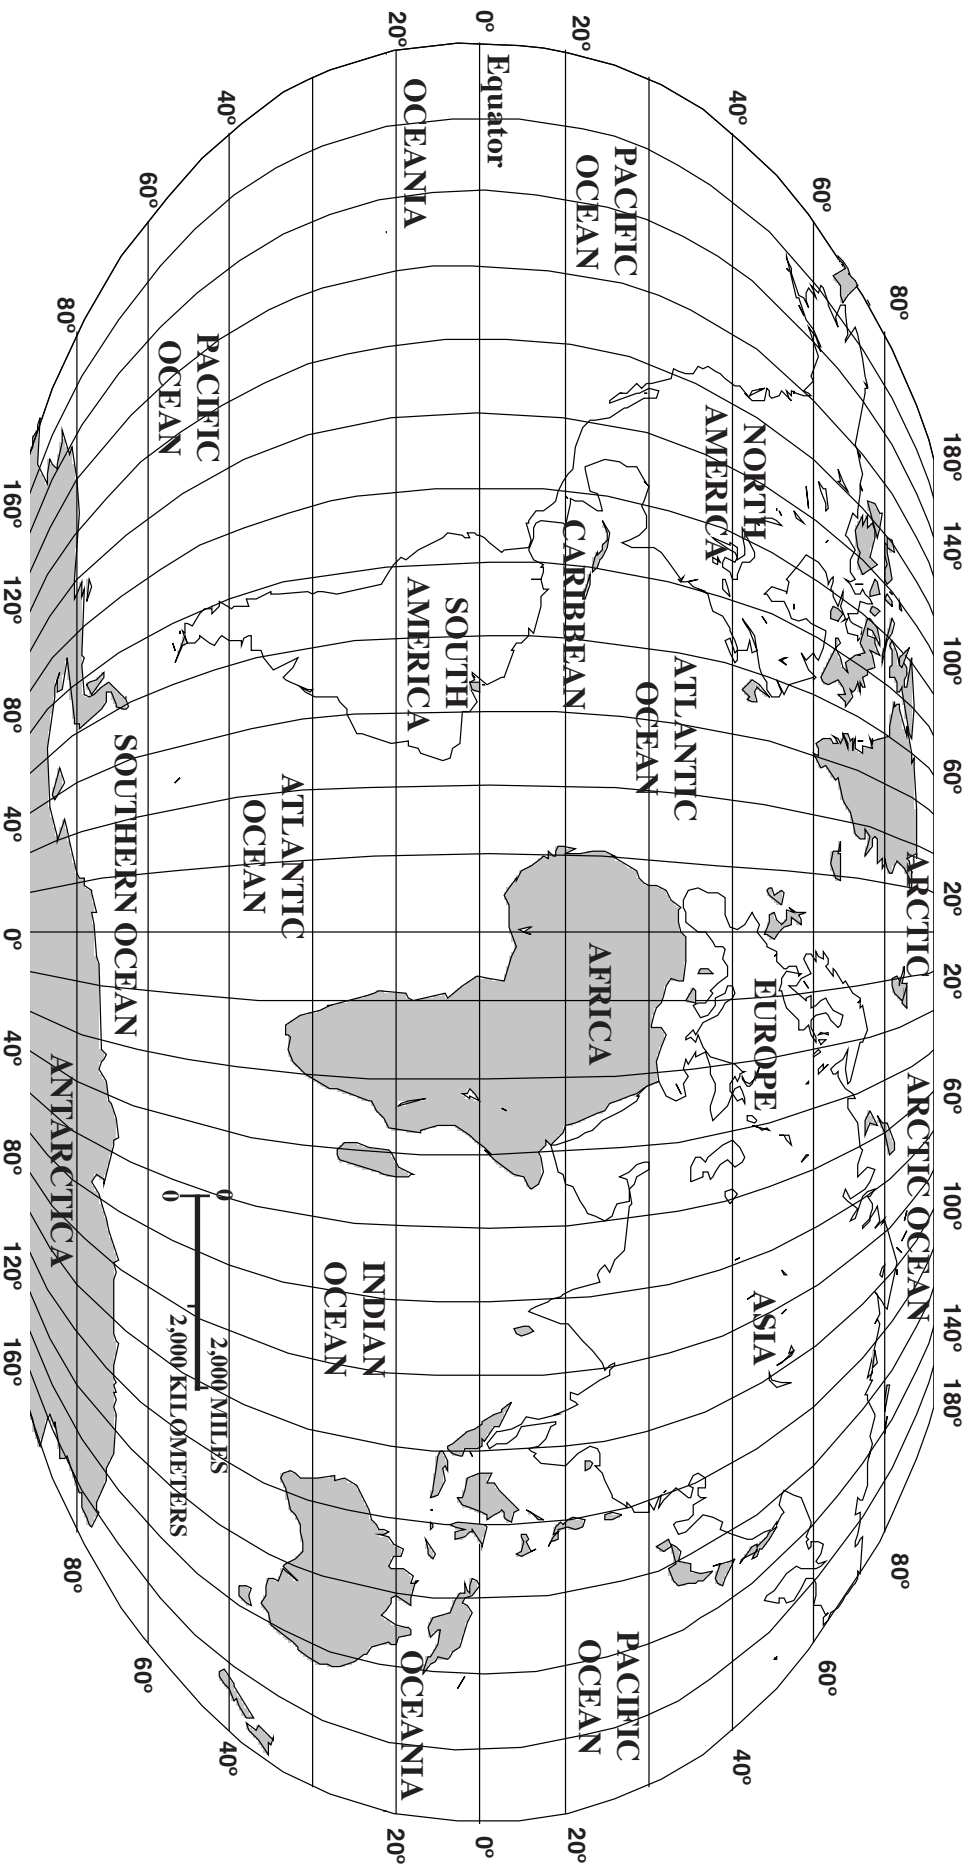 180°
140°
100°
60°
20°
20°
60°
100°
140°
180°
ARCTIC
ARCTIC OCEAN
80°
80°
60°
60°
NORTH
AMERICA
EUROPE
ASIA
40°
40°
ATLANTIC
OCEAN
PACIFIC
OCEAN
PACIFIC
OCEAN
AFRICA
CARIBBEAN
20°
20°
Equator
0°
0°
SOUTH
AMERICA
OCEANIA
OCEANIA
20°
20°
INDIAN
OCEAN
ATLANTIC
OCEAN
40°
40°
PACIFIC
OCEAN
0
2,000 MILES
0
2,000 KILOMETERS
60°
60°
SOUTHERN OCEAN
80°
80°
ANTARCTICA
160°
120°
80°
40°
0°
40°
80°
120°
160°